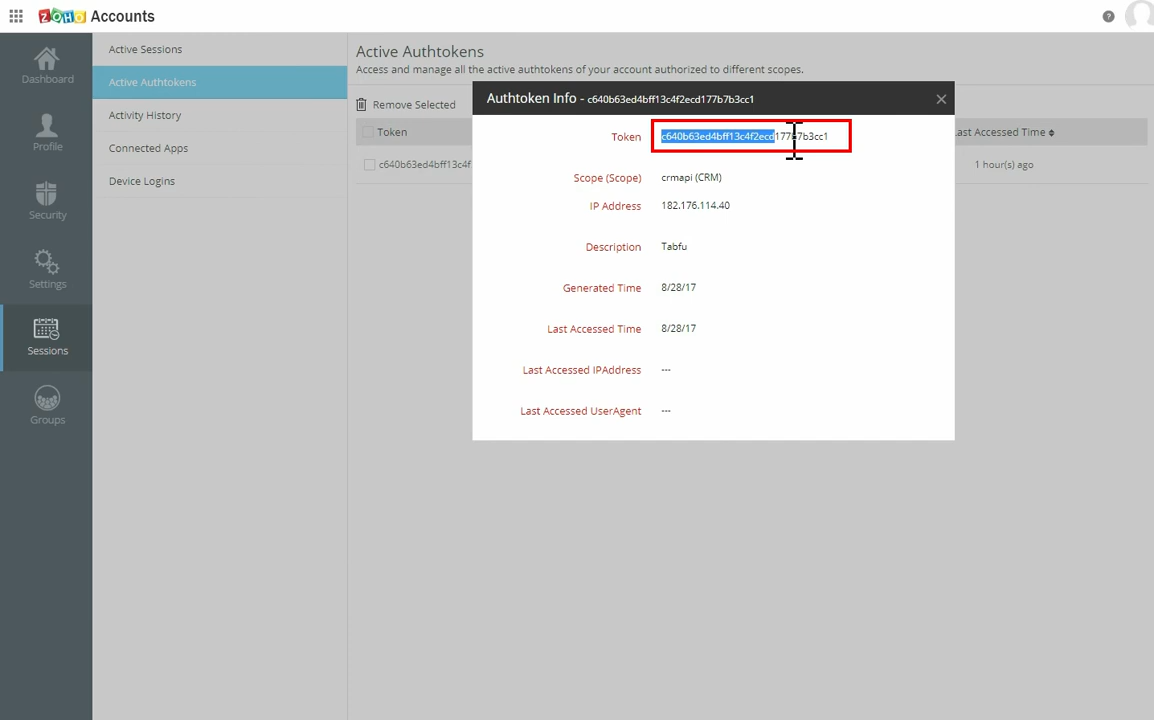 ZOHO Accounts
Dashboard
Profile
Security
Settings
Sessions
Groups
Active Sessions
Active Authtokens
Activity History
Connected Apps
Device Logins
Active Authtokens
Access and manage all the active authtokens of your account authorized to different scopes.
Remove Selected
Token
ast Accessed Time
c640b63ed4bff13c4f
1 hour(s) ago
Authtoken Info - c640b63ed4bff13c4f2ecd177b7b3cc1
Token c640b63ed4bff13c4f2ecd177b7b3cc1
Scope (Scope) crmapi (CRM)
IP Address 182.176.114.40
Description Tabfu
Generated Time 8/28/17
Last Accessed Time 8/28/17
Last Accessed IPAddress ---
Last Accessed UserAgent ---